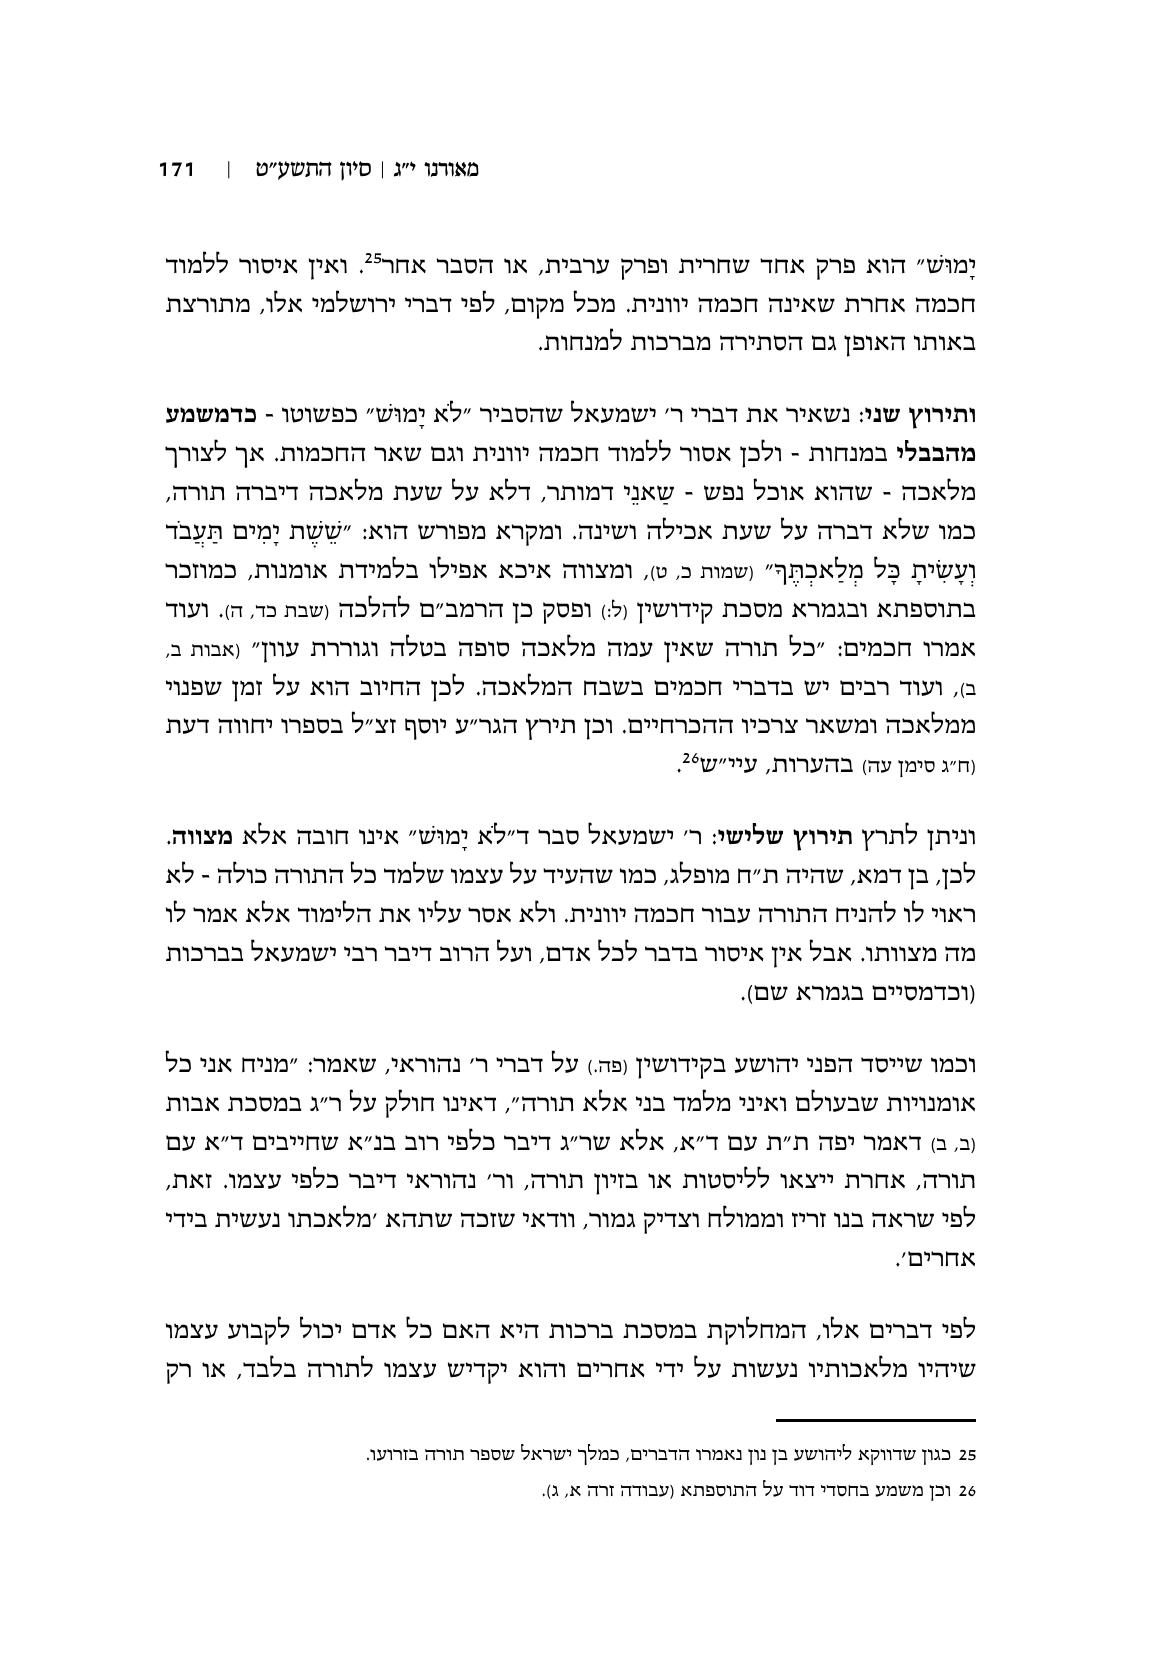 מאורנו י״ג | סיון התשע״ט | 171
יָמוּשׁ״ הוא פרק אחד שחרית ופרק ערבית, או הסבר אחר25. ואין איסור ללמוד
חכמה אחרת שאינה חכמה יוונית. מכל מקום, לפי דברי ירושלמי אלו, מתורצת
באותו האופן גם הסתירה מברכות למנחות.
ותירוץ שני: נשאיר את דברי ר׳ ישמעאל שהסביר ״לֹא יָמוּשׁ״ כפשוטו - כדמשמע
מהבבלי במנחות - ולכן אסור ללמוד חכמה יוונית וגם שאר החכמות. אך לצורך
מלאכה - שהוא אוכל נפש - שַאנֵי דמותר, דלא על שעת מלאכה דיברה תורה,
כמו שלא דברה על שעת אכילה ושינה. ומקרא מפורש הוא: ״שֵׁשֶׁת יָמִים תַּעֲבֹד
וְעָשִׂיתָ כָּל מְלַאכְתֶּךָ״ (שמות כ, ט), ומצווה איכא אפילו בלמידת אומנות, כמוזכר
בתוספתא ובגמרא מסכת קידושין (ל:) ופסק כן הרמב״ם להלכה (שבת כד, ה). ועוד
אמרו חכמים: ״כל תורה שאין עמה מלאכה סופה בטלה וגוררת עוון״ (אבות ב,
ב), ועוד רבים יש בדברי חכמים בשבח המלאכה. לכן החיוב הוא על זמן שפנוי
ממלאכה ומשאר צרכיו ההכרחיים. וכן תירץ הגר״ע יוסף זצ״ל בספרו יחווה דעת
(ח״ג סימן עה) בהערות, עיי״ש26.
וניתן לתרץ תירוץ שלישי: ר׳ ישמעאל סבר ד״לֹא יָמוּשׁ״ אינו חובה אלא מצווה.
לכן, בן דמא, שהיה ת״ח מופלג, כמו שהעיד על עצמו שלמד כל התורה כולה - לא
ראוי לו להניח התורה עבור חכמה יוונית. ולא אסר עליו את הלימוד אלא אמר לו
מה מצוותו. אבל אין איסור בדבר לכל אדם, ועל הרוב דיבר רבי ישמעאל בברכות
(וכדמסיים בגמרא שם).
וכמו שייסד הפני יהושע בקידושין (פה.) על דברי ר׳ נהוראי, שאמר: ״מניח אני כל
אומנויות שבעולם ואיני מלמד בני אלא תורה״, דאינו חולק על ר״ג במסכת אבות
(ב, ב) דאמר יפה ת״ת עם ד״א, אלא שר״ג דיבר כלפי רוב בנ״א שחייבים ד״א עם
תורה, אחרת ייצאו לליסטות או בזיון תורה, ור׳ נהוראי דיבר כלפי עצמו. זאת,
לפי שראה בנו זריז וממולח וצדיק גמור, וודאי שזכה שתהא ׳מלאכתו נעשית בידי
אחרים׳.
לפי דברים אלו, המחלוקת במסכת ברכות היא האם כל אדם יכול לקבוע עצמו
שיהיו מלאכותיו נעשות על ידי אחרים והוא יקדיש עצמו לתורה בלבד, או רק
25 כגון שדווקא ליהושע בן נון נאמרו הדברים, כמלך ישראל שספר תורה בזרועו.
26 וכן משמע בחסדי דוד על התוספתא (עבודה זרה א, ג).